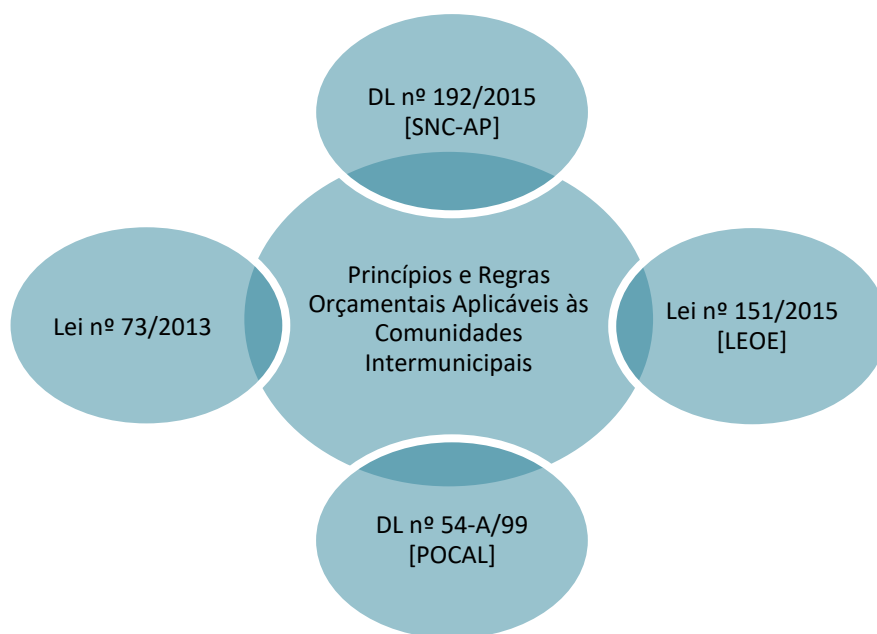 DL nº 192/2015
[SNC-AP]
Princípios e Regras
Orçamentais Aplicáveis às
Comunidades
Intermunicipais
Lei nº 73/2013
Lei nº 151/2015
[LEOE]
DL nº 54-A/99
[POCAL]